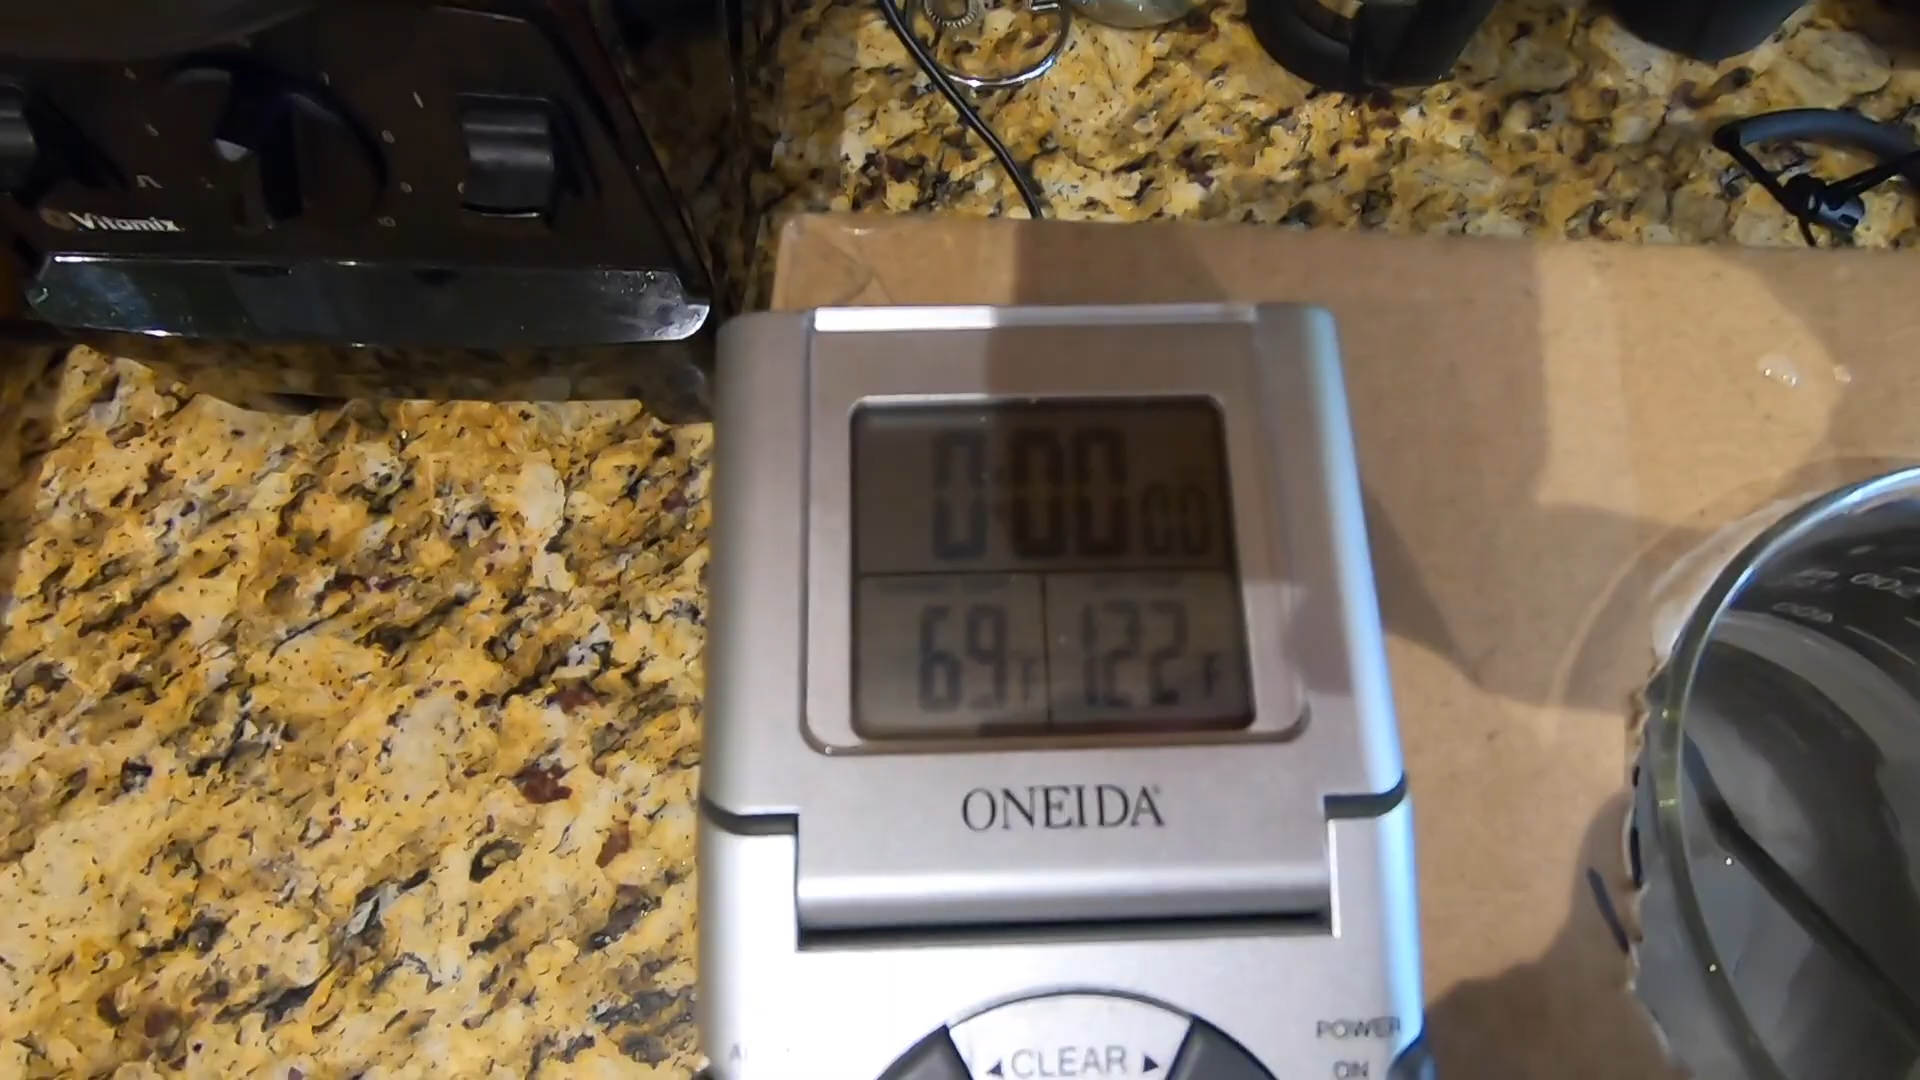 Vitamix
0:00 00
69°F 122°F
ONEIDA
POWER
◄ CLEAR ►
ON